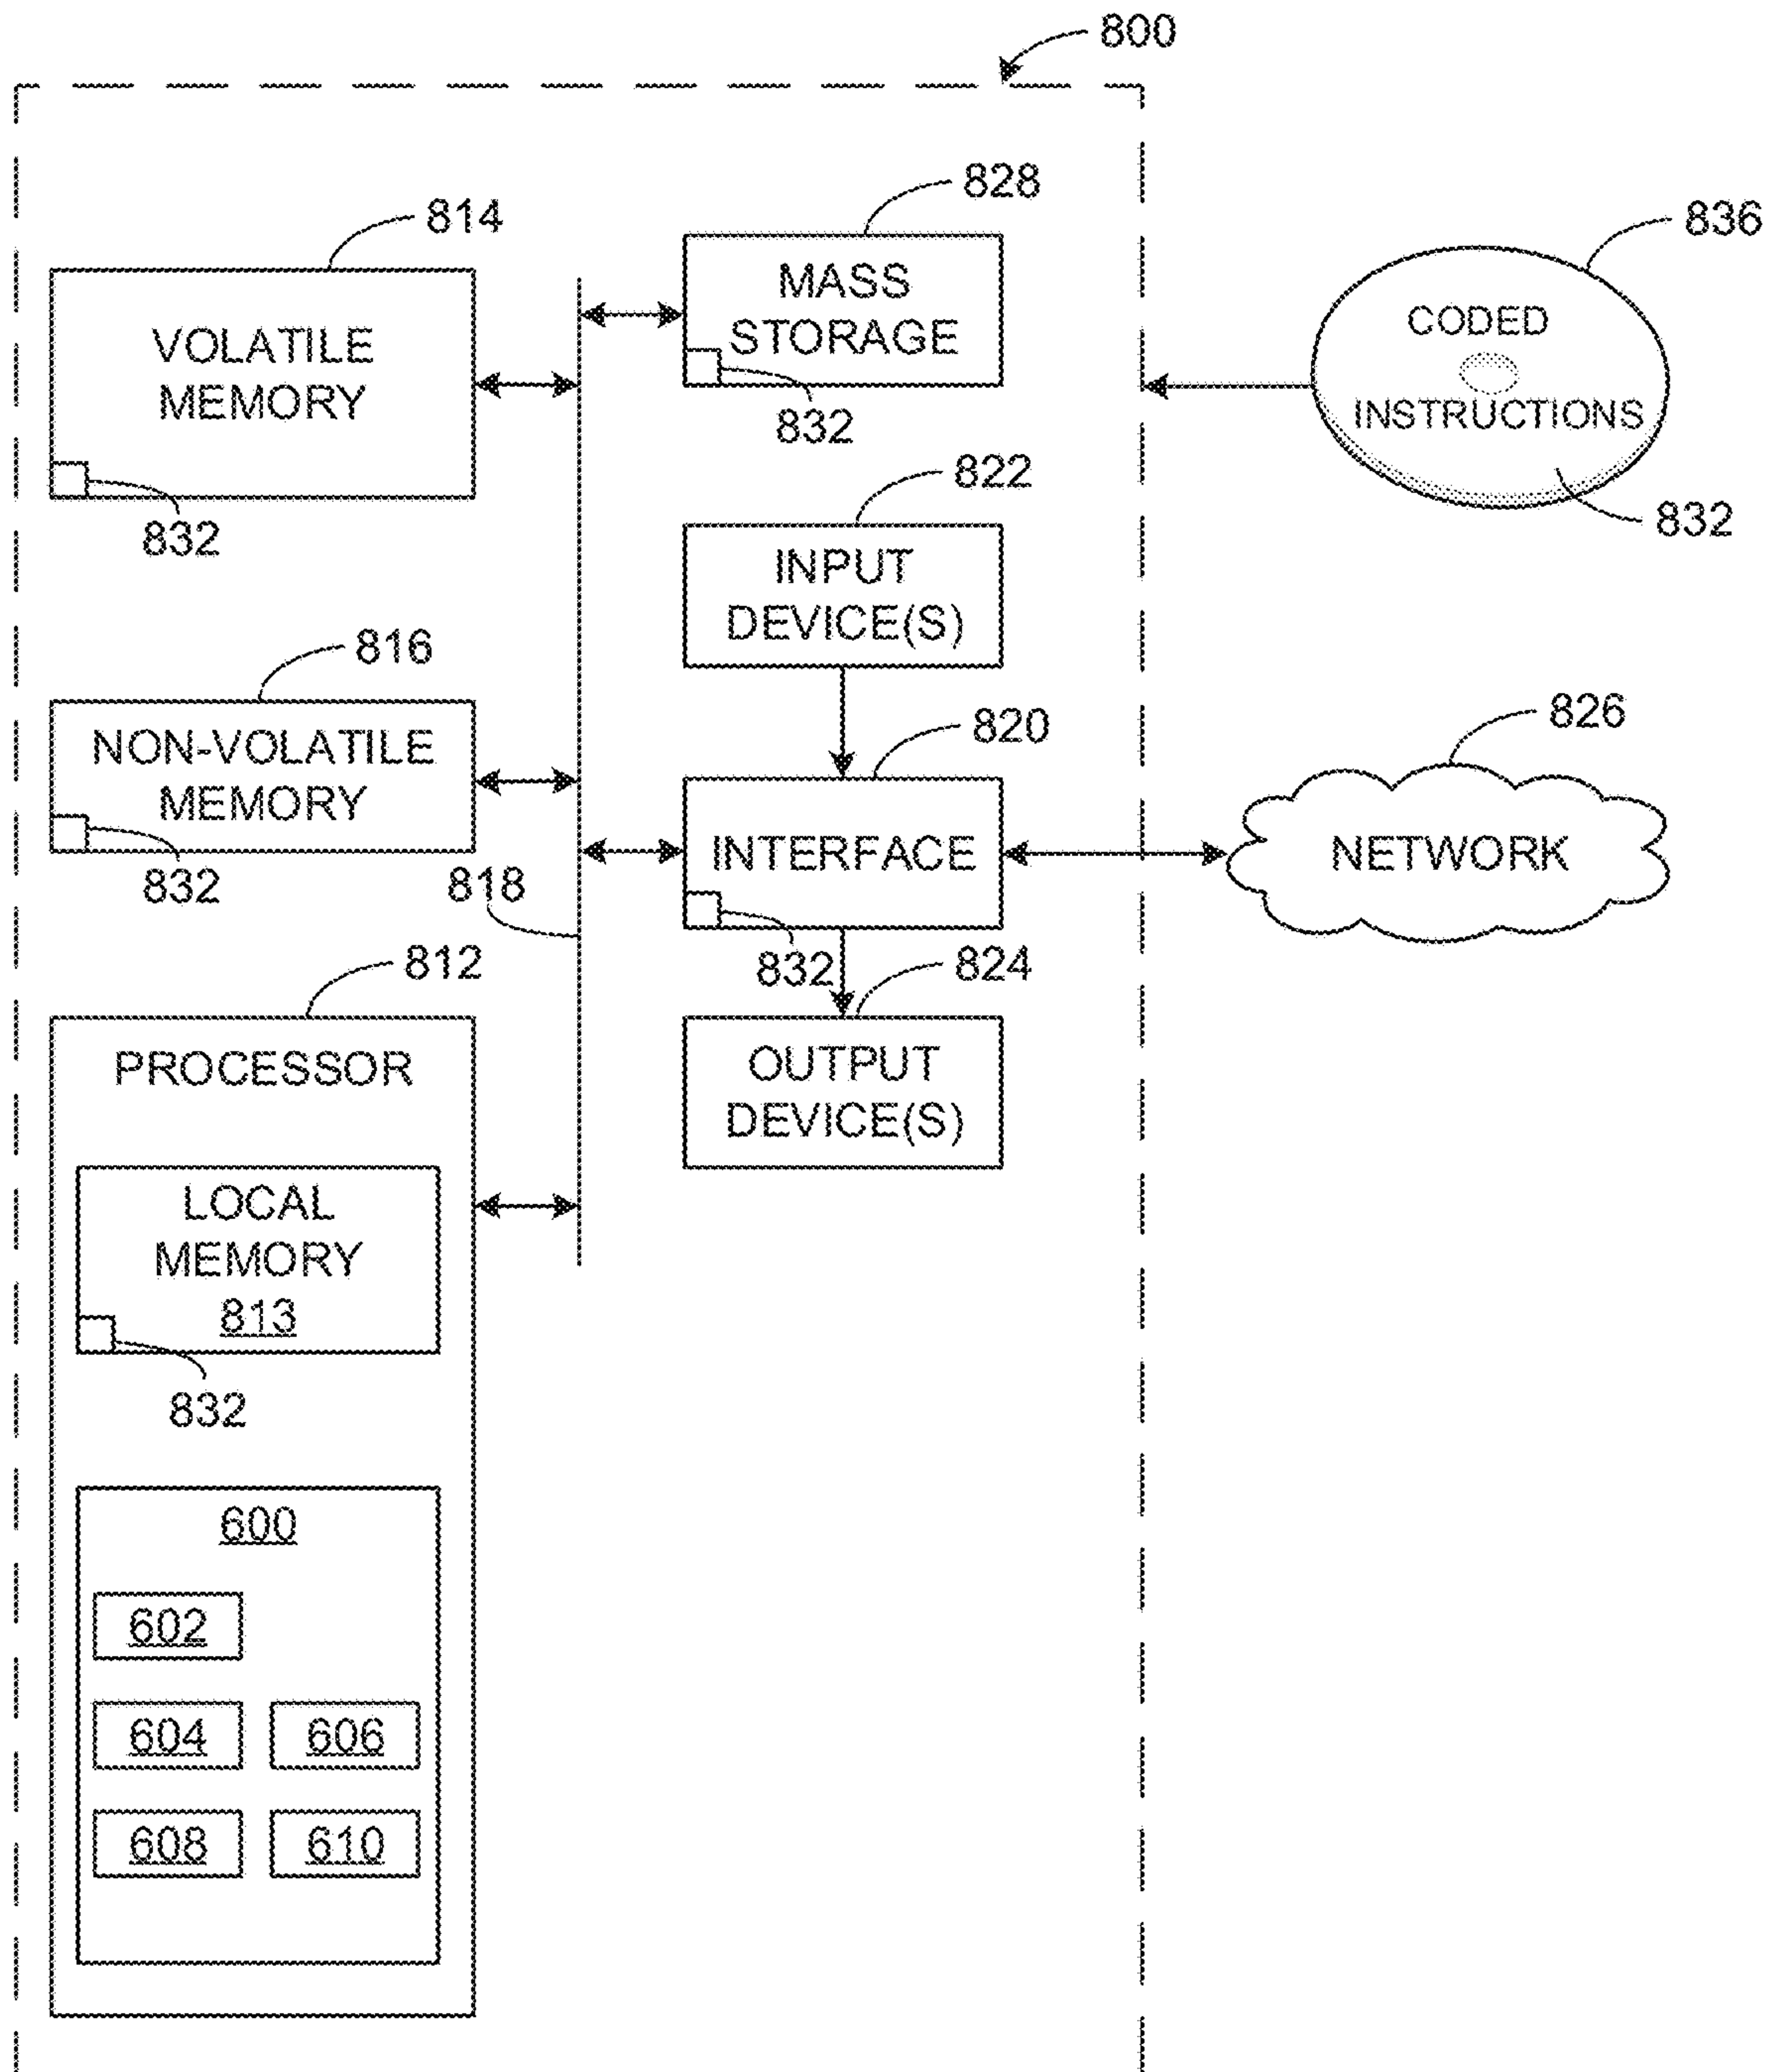 800
828
814
836
MASS
STORAGE
VOLATILE
MEMORY
CODED
INSTRUCTIONS
832
822
832
832
INPUT
DEVICE(S)
816
826
820
NON-VOLATILE
MEMORY
INTERFACE
NETWORK
832
818
812
832
824
PROCESSOR
OUTPUT
DEVICE(S)
LOCAL
MEMORY
813
832
600
602
604
606
608
610